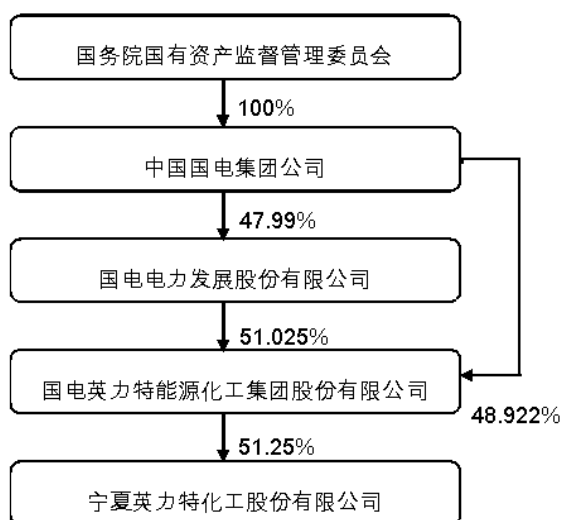 国务院国有资产监督管理委员会
100%
中国国电集团公司
47.99%
国电电力发展股份有限公司
51.025%
国电英力特能源化工集团股份有限公司
48.922%
51.25%
宁夏英力特化工股份有限公司